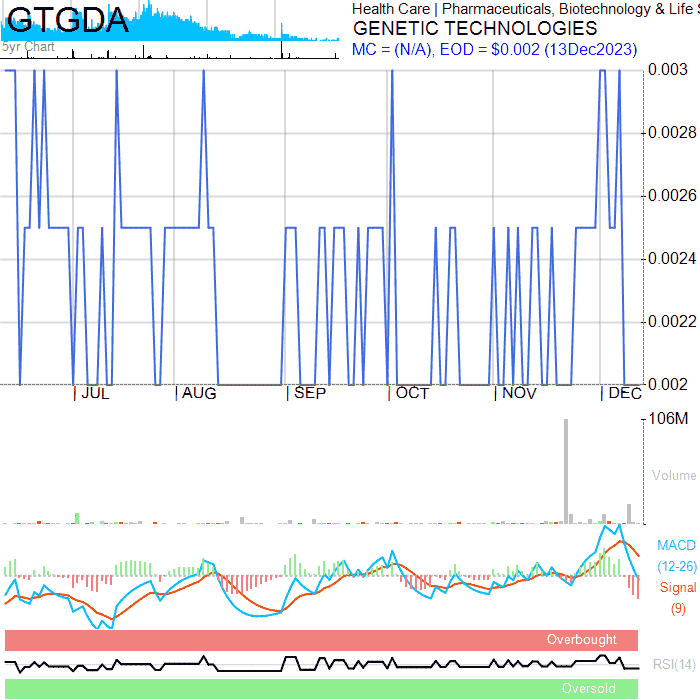 GTGDA
Health Care | Pharmaceuticals, Biotechnology & Life S
GENETIC TECHNOLOGIES
5yr Chart
MC = (N/A), EOD = $0.002 (13Dec2023)
0.003
0.0028
0.0026
0.0024
0.0022
0.002
JUL AUG SEP OCT NOV DEC
106M
Volume
MACD
(12-26)
Signal
(9)
Overbought
RSI(14)
Oversold